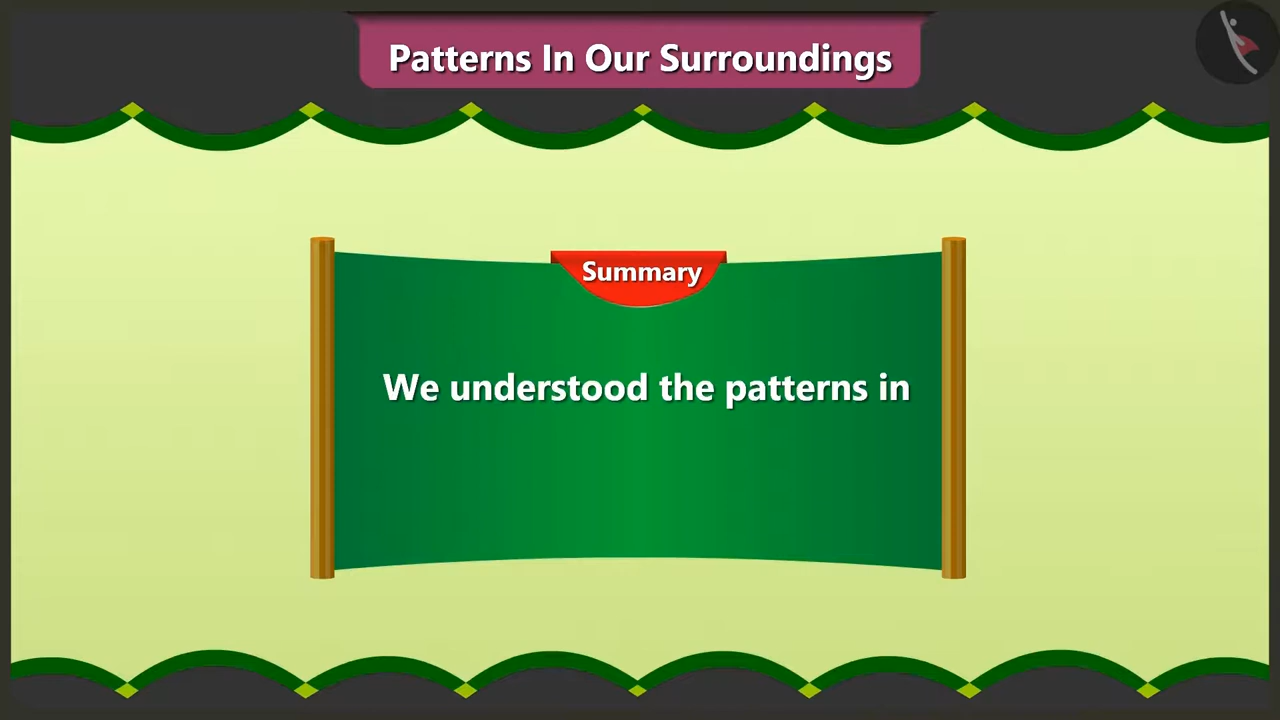 Patterns In Our Surroundings
Summary
We understood the patterns in